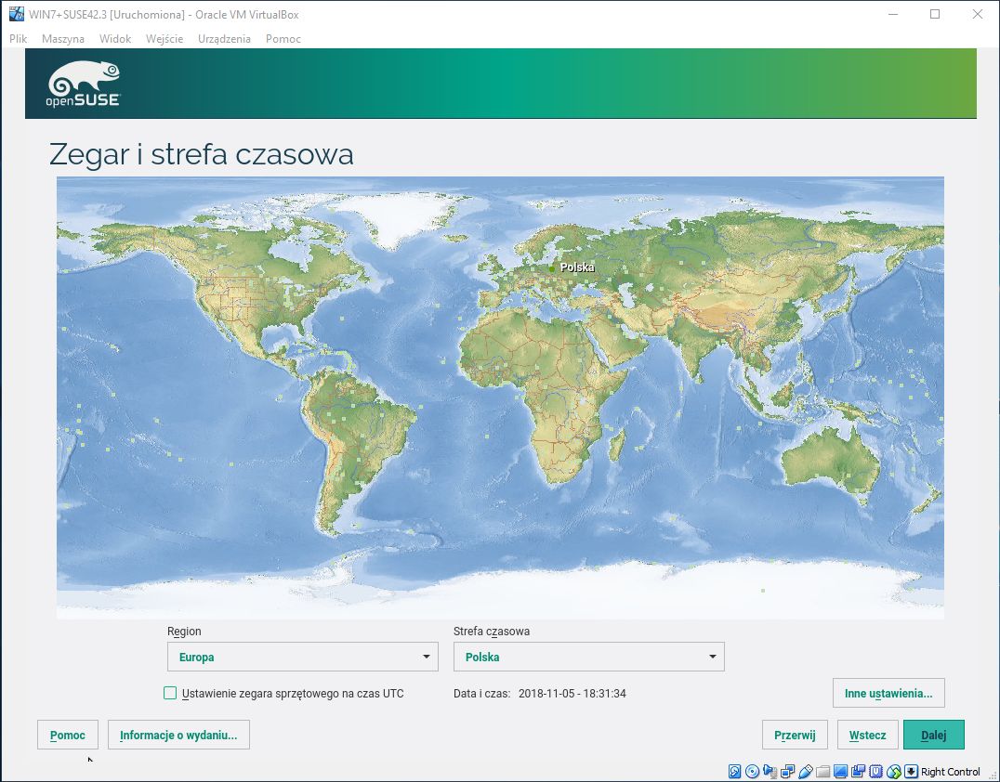 WIN7+SUSE42.3 [Uruchomiona] - Oracle VM VirtualBox
Plik Maszyna Widok Wejście Urządzenia Pomoc
openSUSE
Zegar i strefa czasowa
Polska
Region Strefa czasowa
Europa Polska
Ustawienie zegara sprzętowego na czas UTC Data i czas: 2018-11-05 - 18:31:34
Inne ustawienia...
Pomoc Informacje o wydaniu... Przerwij Wstecz Dalej
Right Control